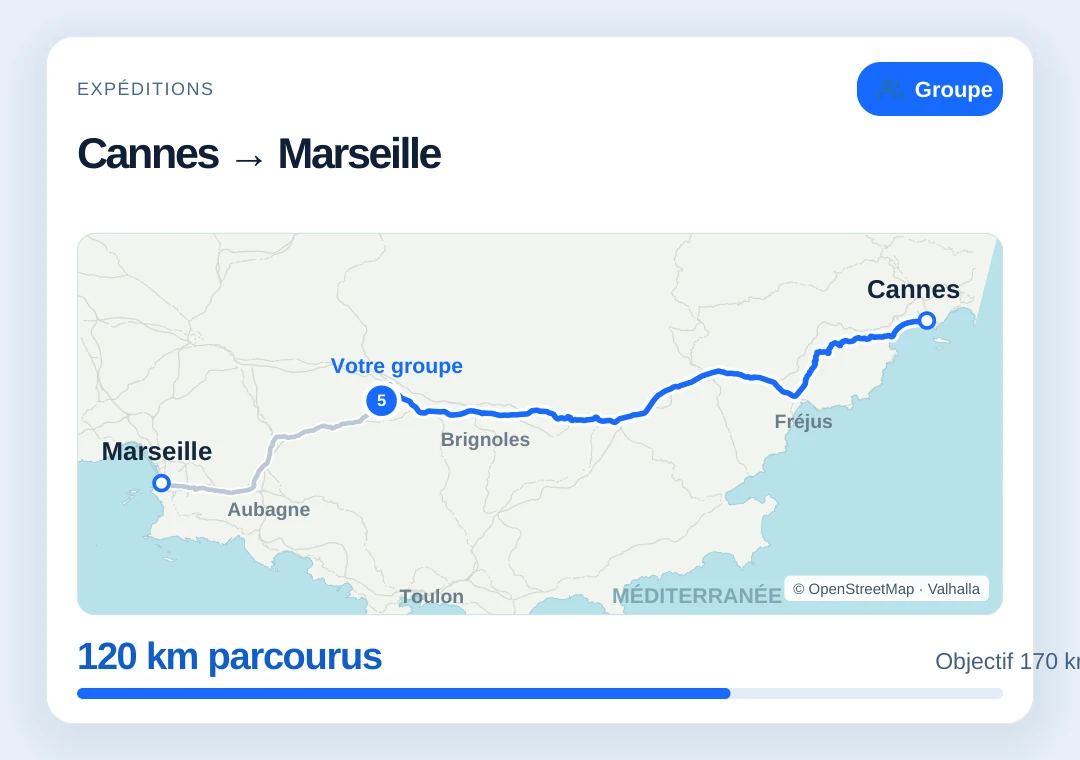 EXPÉDITIONS
Groupe
Cannes → Marseille
Cannes
Votre groupe
5
Fréjus
Brignoles
Marseille
Aubagne
Toulon
MÉDITERRANÉE
© OpenStreetMap · Valhalla
120 km parcourus
Objectif 170 km